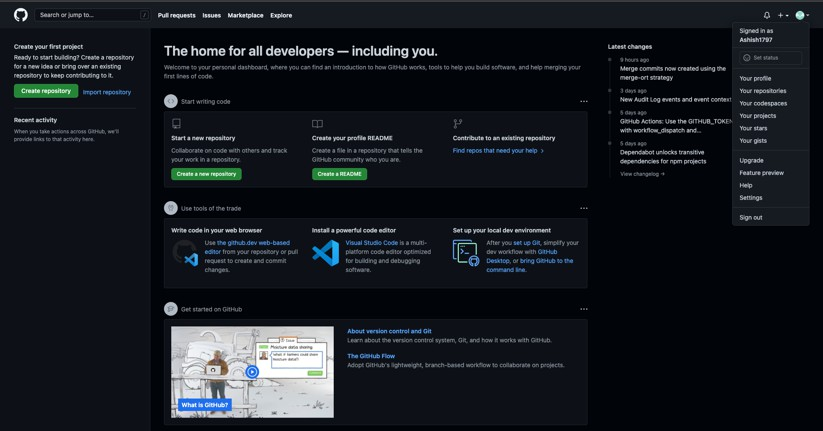 Search or jump to...
/
Pull requests
Issues
Marketplace
Explore
Create your first project
Ready to start building? Create a repository
for a new idea or bring over an existing
repository to keep contributing to it.
Create repository
Import repository
Recent activity
When you take actions across GitHub, we'll
provide links to that activity here.
The home for all developers — including you.
Welcome to your personal dashboard, where you can find an introduction to how GitHub works, tools to help you build software, and help merging your
first lines of code.
Start writing code
Start a new repository
Collaborate on code with others and track
your work in a repository.
Create a new repository
Create your profile README
Create a file in a repository that tells the
GitHub community who you are.
Create a README
Contribute to an existing repository
Find repos that need your help
Use tools of the trade
Write code in your web browser
Use the github.dev web-based
editor from your repository or pull
request to create and commit
changes.
Install a powerful code editor
Visual Studio Code is a multi-
platform code editor optimized
for building and debugging
software.
Set up your local dev environment
After you set up Git, simplify your
dev workflow with GitHub
Desktop, or bring GitHub to the
command line.
Get started on GitHub
What is GitHub?
About version control and Git
Learn about the version control system, Git, and how it works with GitHub.
The GitHub Flow
Adopt GitHub's lightweight, branch-based workflow to collaborate on projects.
Latest changes
9 hours ago
Merge commits now created using the
merge-ort strategy
3 days ago
New Audit Log events and event context
5 days ago
GitHub Actions: Use the GITHUB_TOKEN
with workflow_dispatch and...
5 days ago
Dependabot unlocks transitive
dependencies for npm projects
View changelog →
Signed in as
Ashish1797
Set status
Your profile
Your repositories
Your codespaces
Your projects
Your stars
Your gists
Upgrade
Feature preview
Help
Settings
Sign out